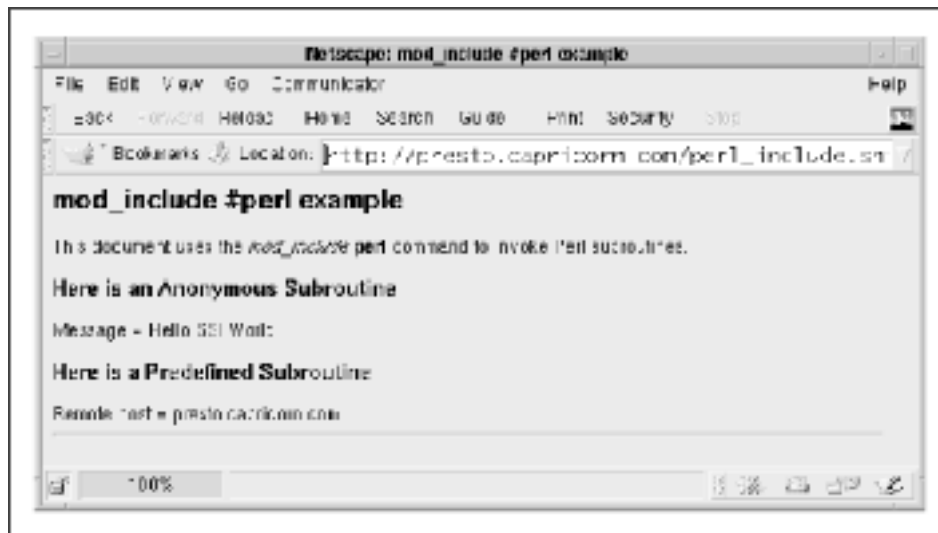 Netscape: mod_include #perl example
File Edit View Go Communicator Help
Back Forward Reload Home Search Guide Print Security Stop
Bookmarks Location: http://presto.capricorn.com/perl_include.sh
mod_include #perl example
This document uses the mod_include perl command to invoke Perl subroutines.
Here is an Anonymous Subroutine
Message = Hello SSI World
Here is a Predefined Subroutine
Remote host = presto.capricorn.com
100%